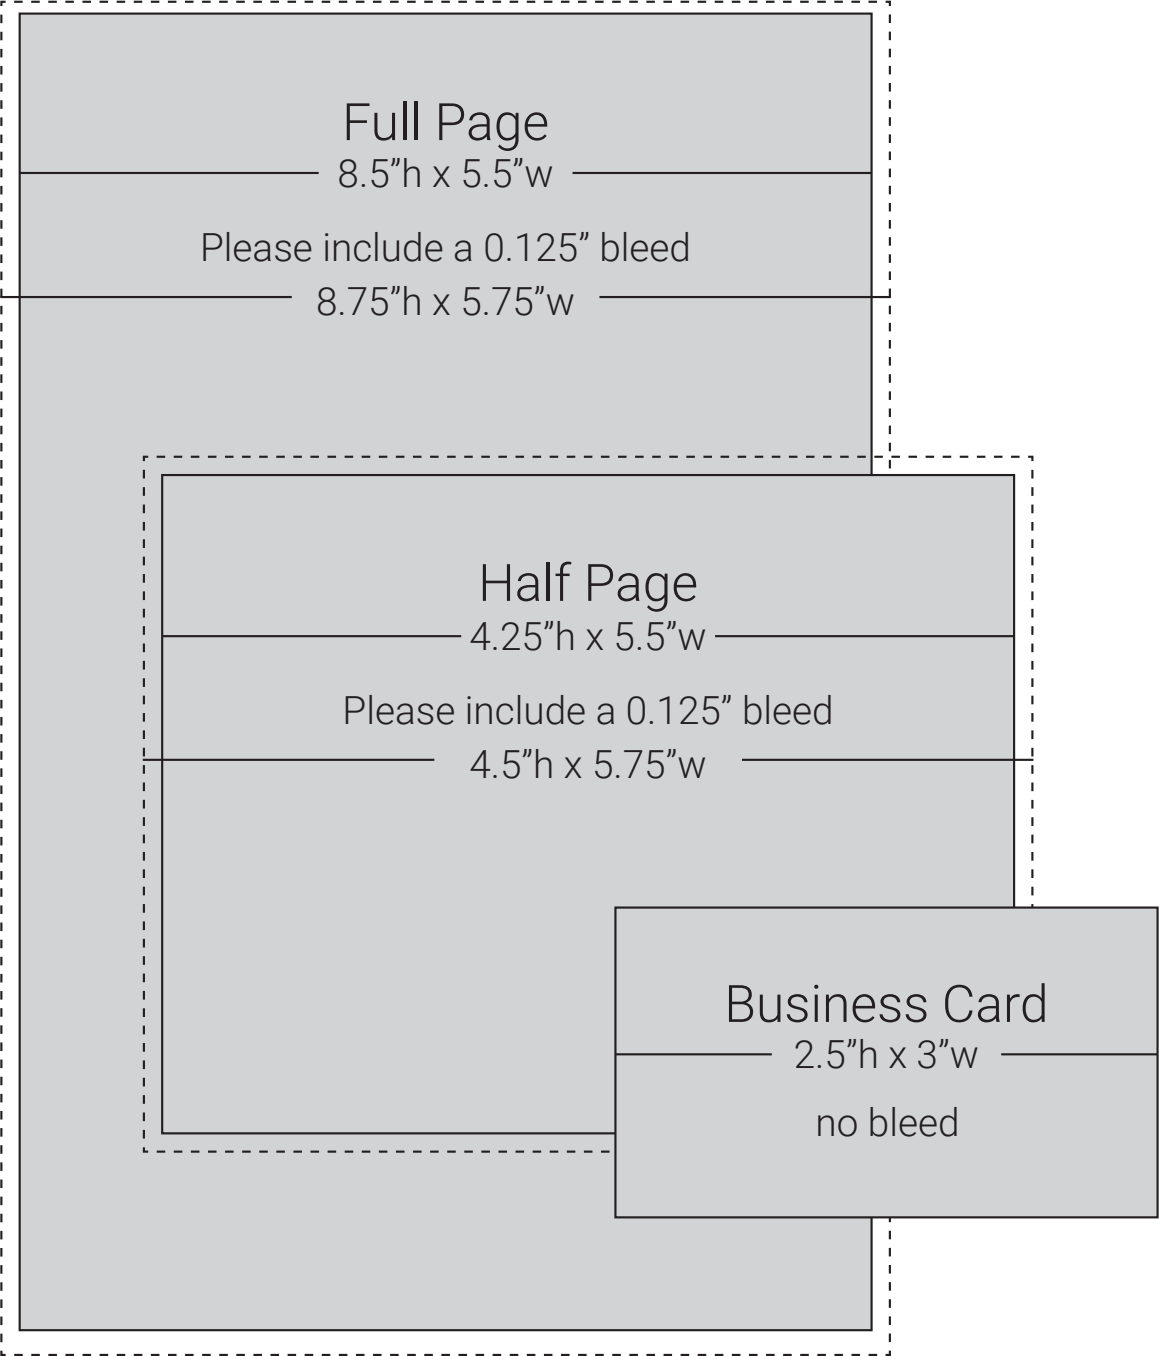 Full Page
8.5”h x 5.5”w
Please include a 0.125” bleed
8.75”h x 5.75”w
Half Page
4.25”h x 5.5”w
Please include a 0.125” bleed
4.5”h x 5.75”w
Business Card
2.5”h x 3”w
no bleed